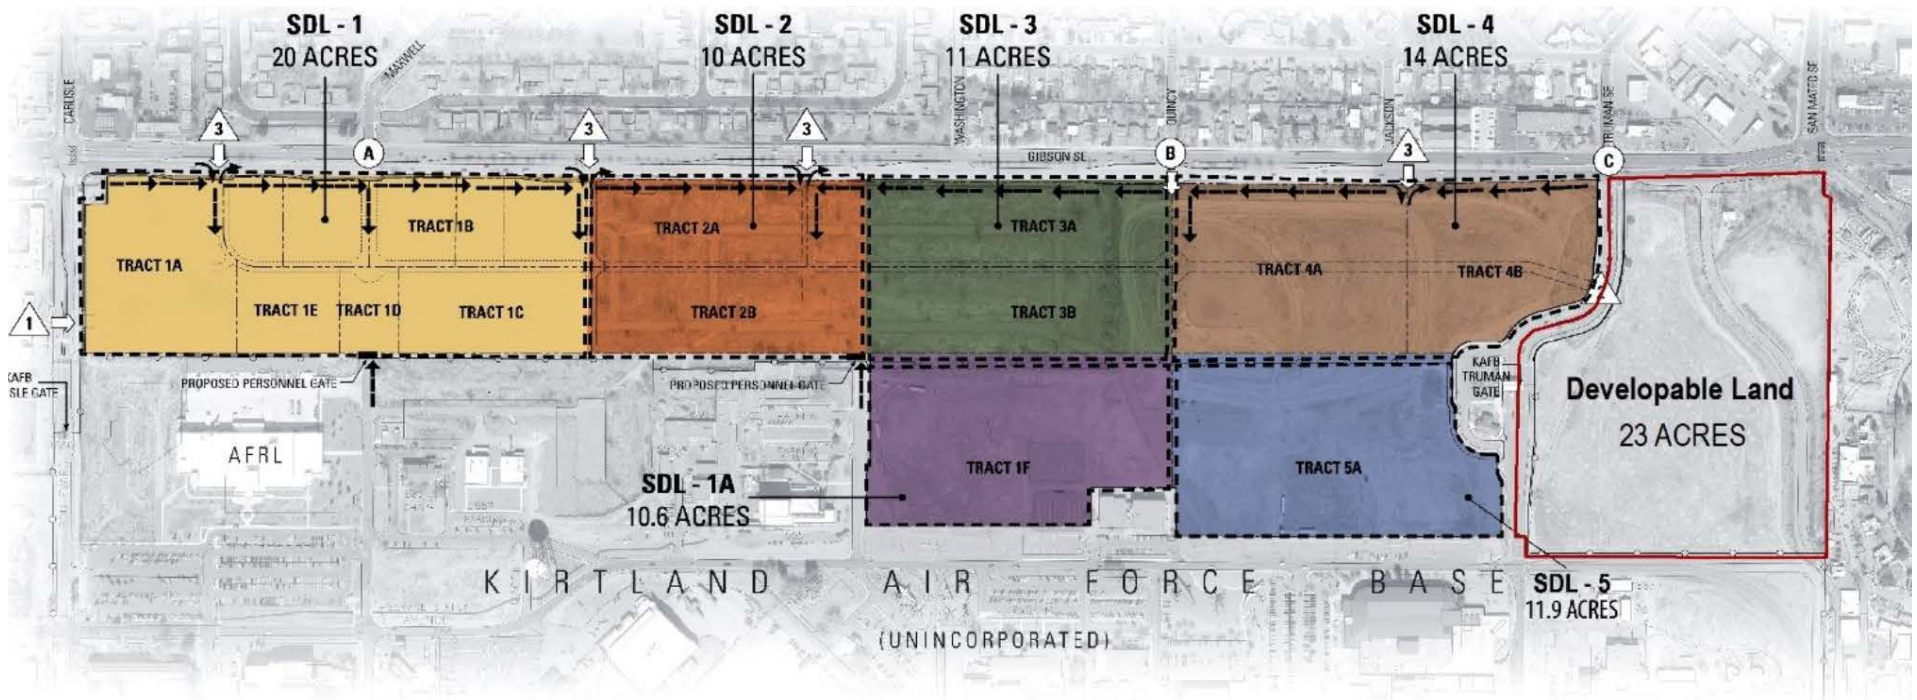 SDL - 1
20 ACRES
SDL - 2
10 ACRES
SDL - 3
11 ACRES
SDL - 4
14 ACRES
CARLISLE
MAXWELL
WASHINGTON
QUINCY
JACKSON
TRUMAN SE
SAN MATEO SE
3
A
3
3
GIBSON SE
B
3
C
TRACT 1A
TRACT 1B
TRACT 2A
TRACT 3A
TRACT 4A
TRACT 4B
1
TRACT 1E
TRACT 1D
TRACT 1C
TRACT 2B
TRACT 3B
KAFB
SLE GATE
PROPOSED PERSONNEL GATE
PROPOSED PERSONNEL GATE
KAFB
TRUMAN
GATE
Developable Land
23 ACRES
AFRL
SDL - 1A
10.6 ACRES
TRACT 1F
TRACT 5A
KIRTLAND AIR FORCE BASE
SDL - 5
11.9 ACRES
(UNINCORPORATED)